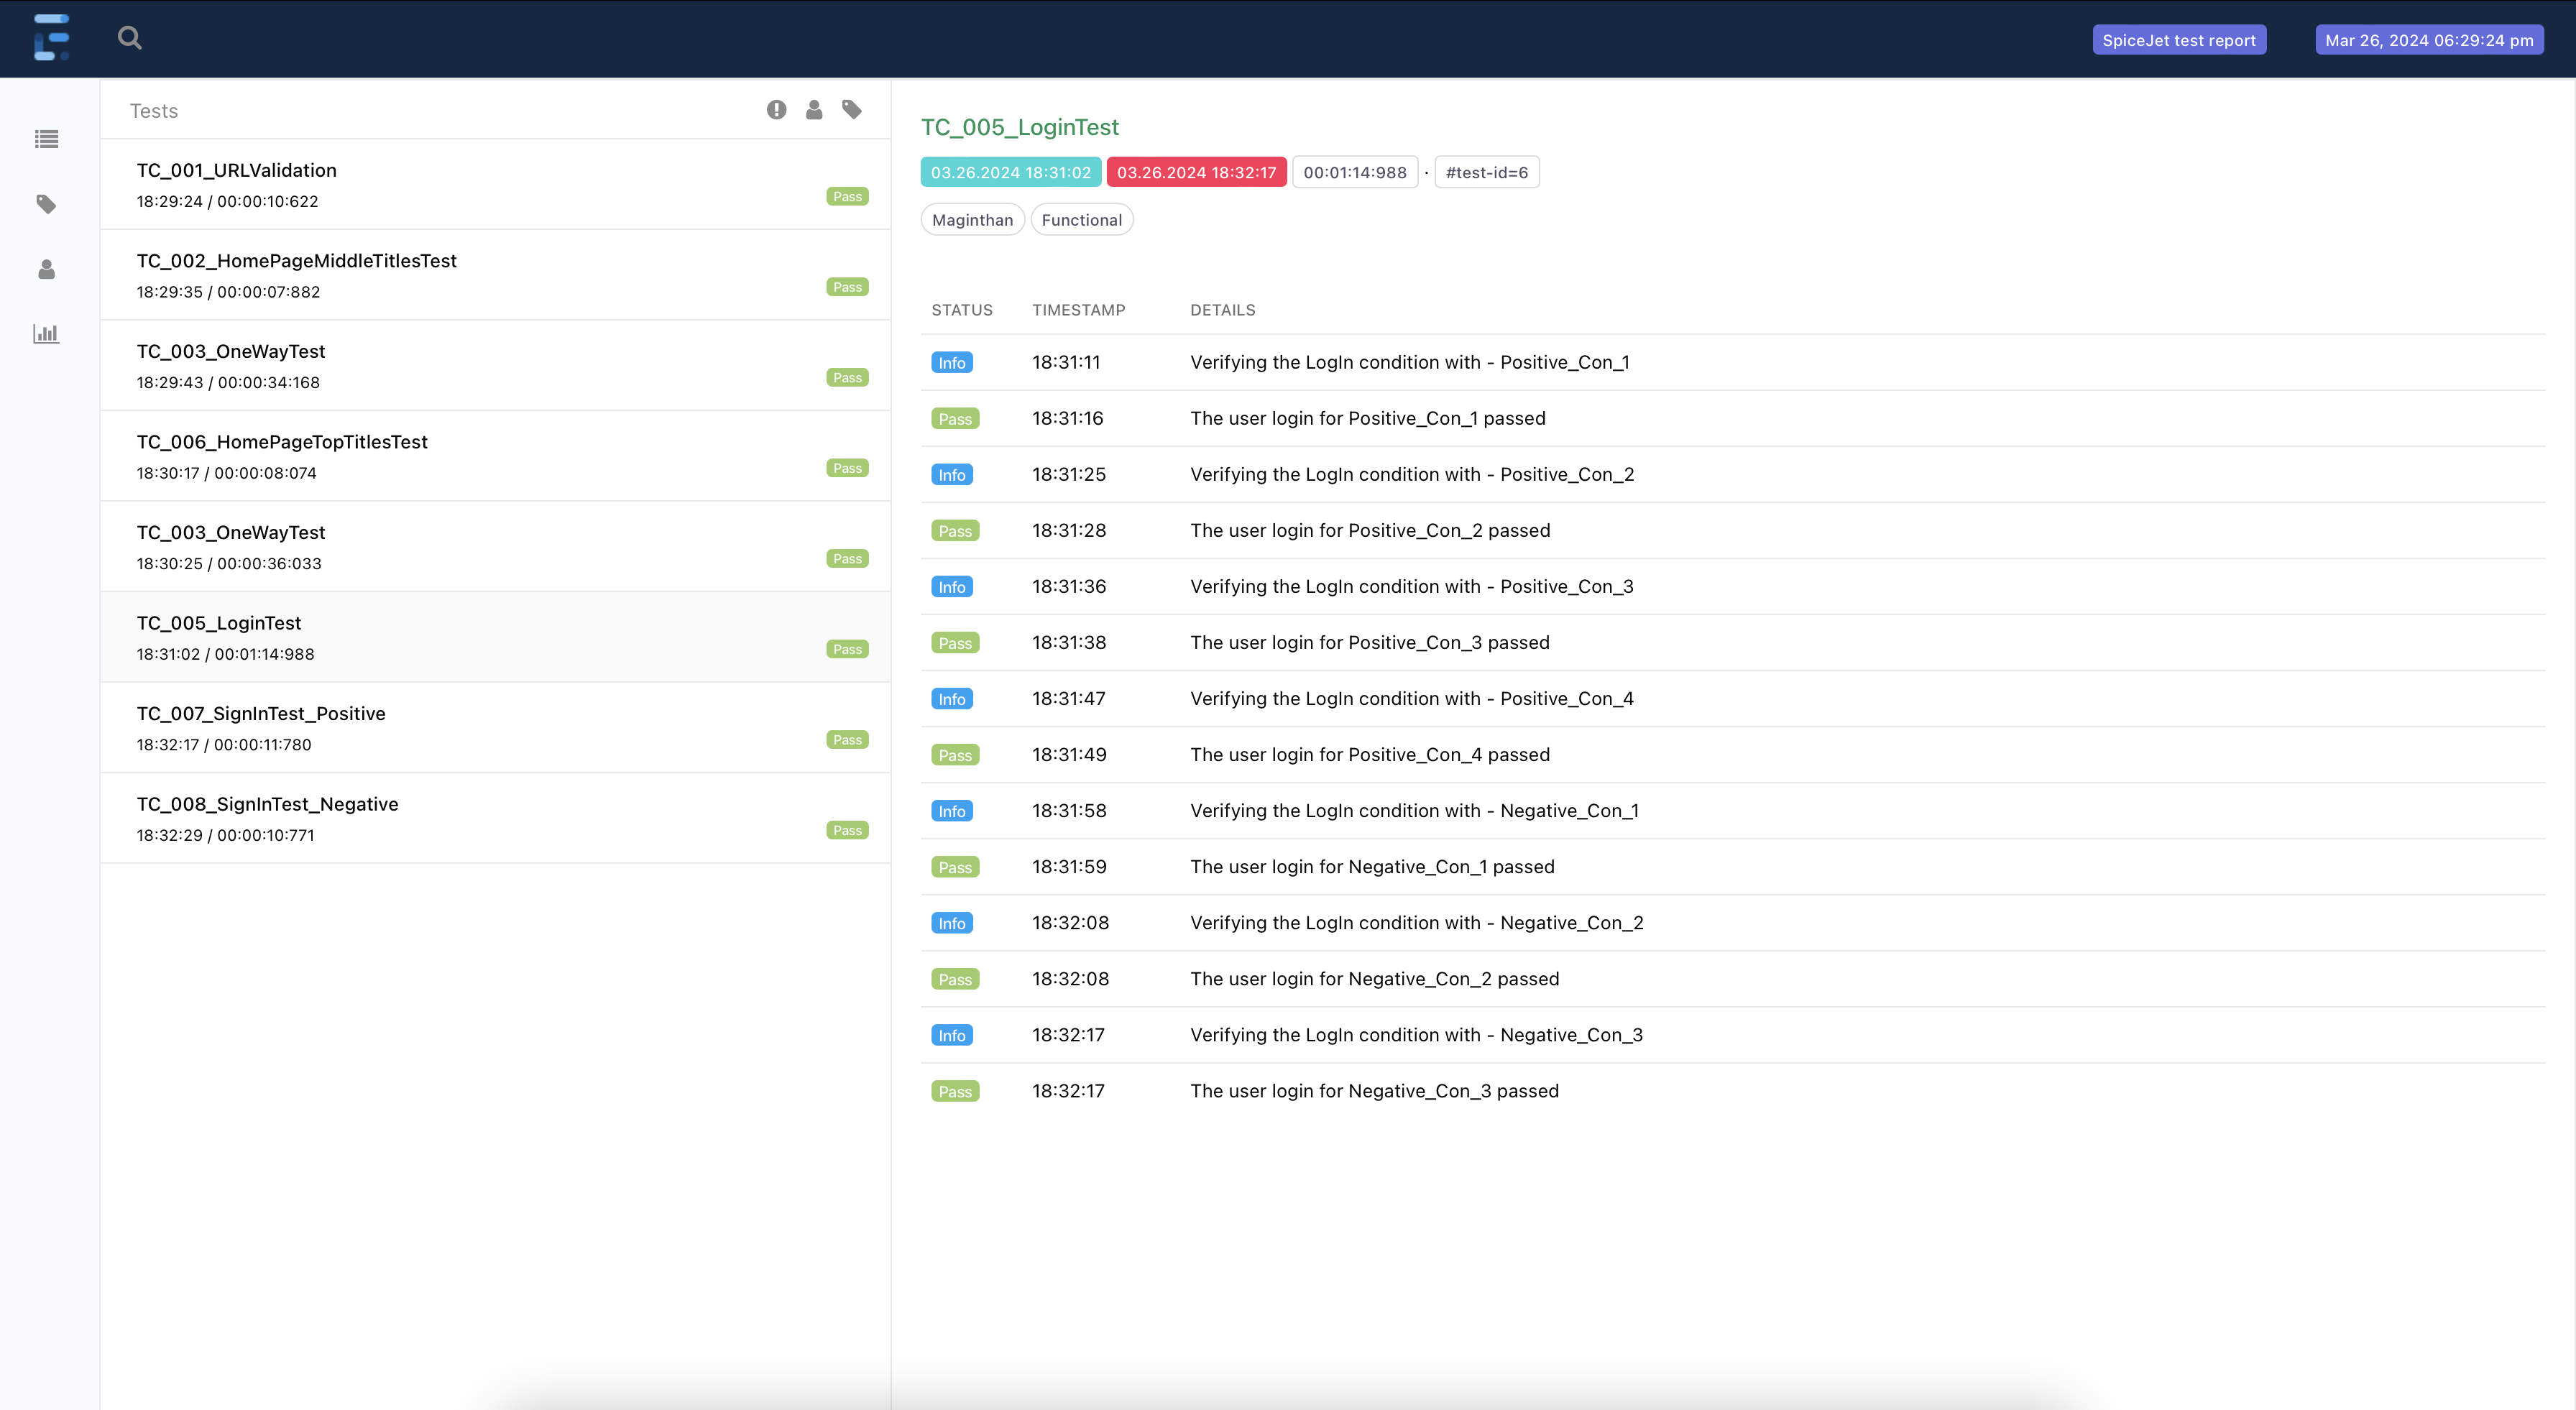 SpiceJet test report
Mar 26, 2024 06:29:24 pm
Tests
TC_001_URLValidation
18:29:24 / 00:00:10:622
Pass
TC_002_HomePageMiddleTitlesTest
18:29:35 / 00:00:07:882
Pass
TC_003_OneWayTest
18:29:43 / 00:00:34:168
Pass
TC_006_HomePageTopTitlesTest
18:30:17 / 00:00:08:074
Pass
TC_003_OneWayTest
18:30:25 / 00:00:36:033
Pass
TC_005_LoginTest
18:31:02 / 00:01:14:988
Pass
TC_007_SignInTest_Positive
18:32:17 / 00:00:11:780
Pass
TC_008_SignInTest_Negative
18:32:29 / 00:00:10:771
Pass
TC_005_LoginTest
03.26.2024 18:31:02 03.26.2024 18:32:17 00:01:14:988 · #test-id=6
Maginthan Functional
STATUS TIMESTAMP DETAILS
Info 18:31:11 Verifying the LogIn condition with - Positive_Con_1
Pass 18:31:16 The user login for Positive_Con_1 passed
Info 18:31:25 Verifying the LogIn condition with - Positive_Con_2
Pass 18:31:28 The user login for Positive_Con_2 passed
Info 18:31:36 Verifying the LogIn condition with - Positive_Con_3
Pass 18:31:38 The user login for Positive_Con_3 passed
Info 18:31:47 Verifying the LogIn condition with - Positive_Con_4
Pass 18:31:49 The user login for Positive_Con_4 passed
Info 18:31:58 Verifying the LogIn condition with - Negative_Con_1
Pass 18:31:59 The user login for Negative_Con_1 passed
Info 18:32:08 Verifying the LogIn condition with - Negative_Con_2
Pass 18:32:08 The user login for Negative_Con_2 passed
Info 18:32:17 Verifying the LogIn condition with - Negative_Con_3
Pass 18:32:17 The user login for Negative_Con_3 passed